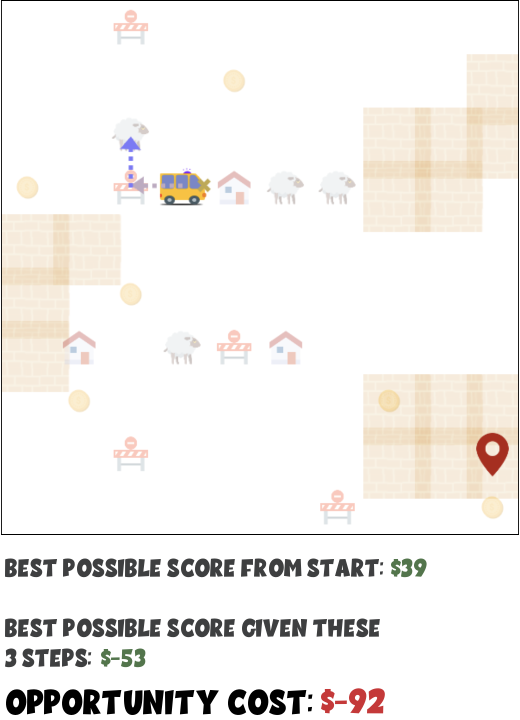 BEST POSSIBLE SCORE FROM START: $39
BEST POSSIBLE SCORE GIVEN THESE
3 STEPS: $-53
OPPORTUNITY COST: $-92